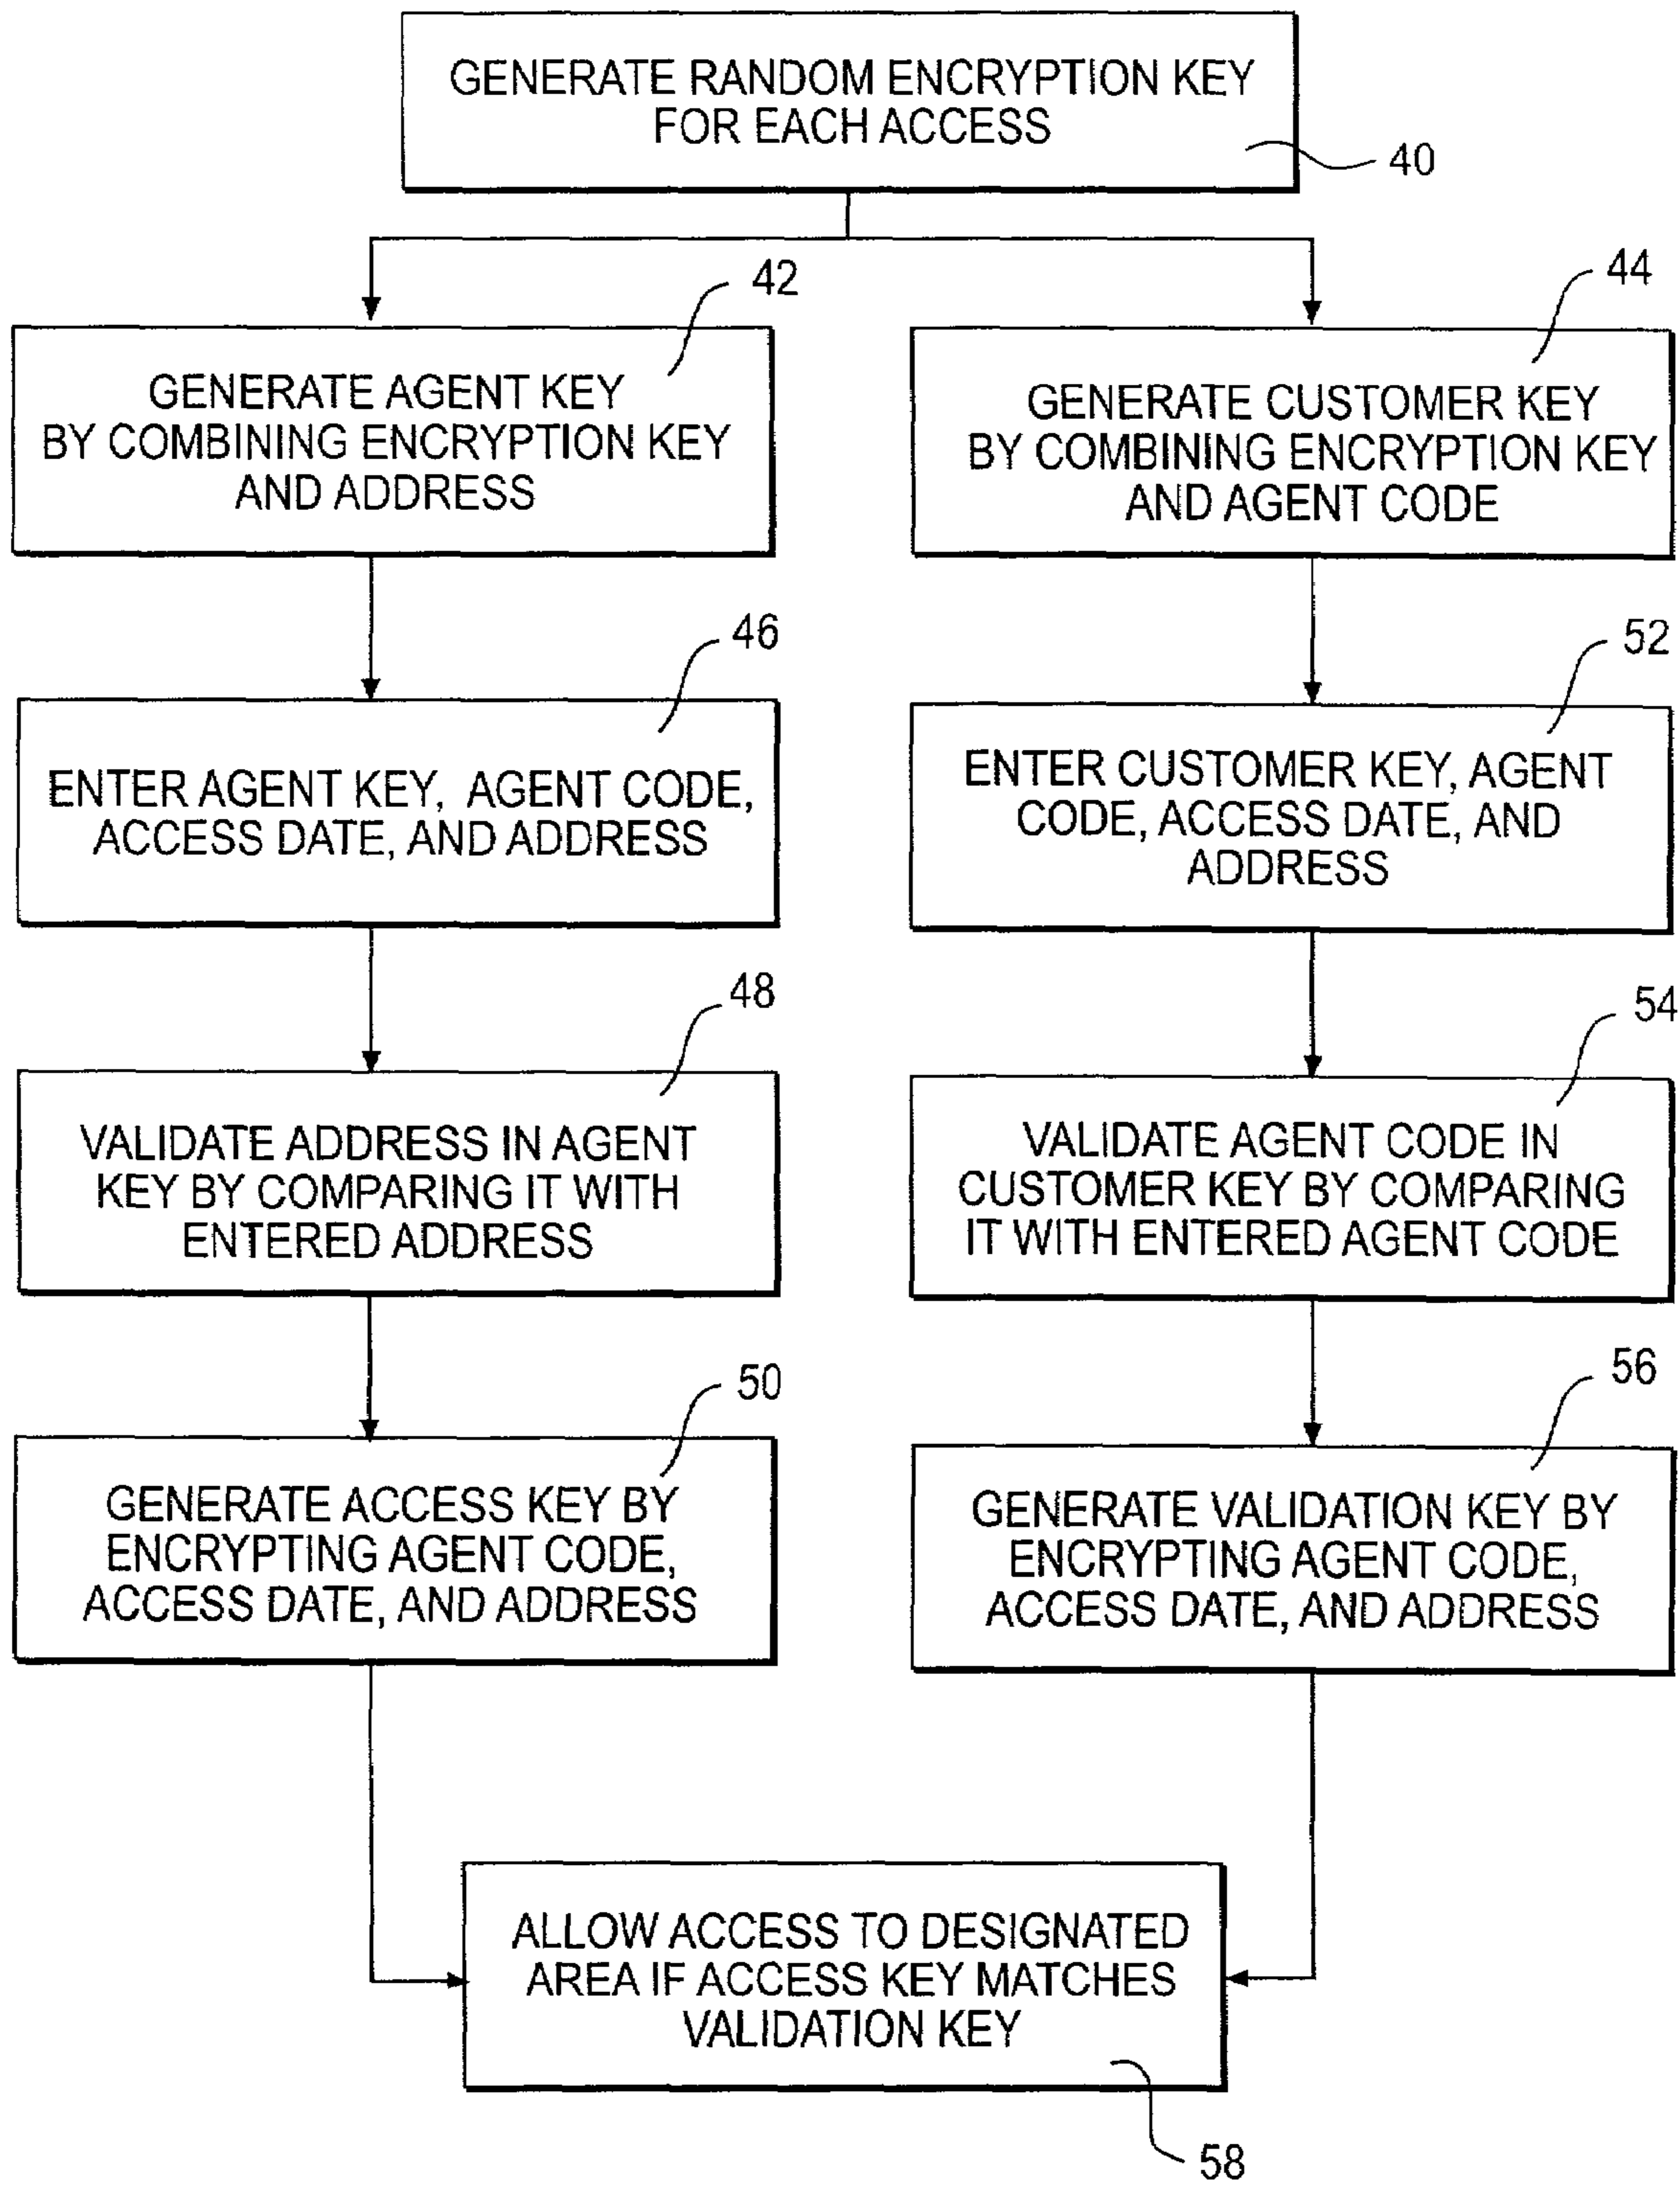 GENERATE RANDOM ENCRYPTION KEY
FOR EACH ACCESS
40
42
GENERATE AGENT KEY
BY COMBINING ENCRYPTION KEY
AND ADDRESS
44
GENERATE CUSTOMER KEY
BY COMBINING ENCRYPTION KEY
AND AGENT CODE
46
ENTER AGENT KEY, AGENT CODE,
ACCESS DATE, AND ADDRESS
52
ENTER CUSTOMER KEY, AGENT
CODE, ACCESS DATE, AND
ADDRESS
48
VALIDATE ADDRESS IN AGENT
KEY BY COMPARING IT WITH
ENTERED ADDRESS
54
VALIDATE AGENT CODE IN
CUSTOMER KEY BY COMPARING
IT WITH ENTERED AGENT CODE
50
GENERATE ACCESS KEY BY
ENCRYPTING AGENT CODE,
ACCESS DATE, AND ADDRESS
56
GENERATE VALIDATION KEY BY
ENCRYPTING AGENT CODE,
ACCESS DATE, AND ADDRESS
ALLOW ACCESS TO DESIGNATED
AREA IF ACCESS KEY MATCHES
VALIDATION KEY
58